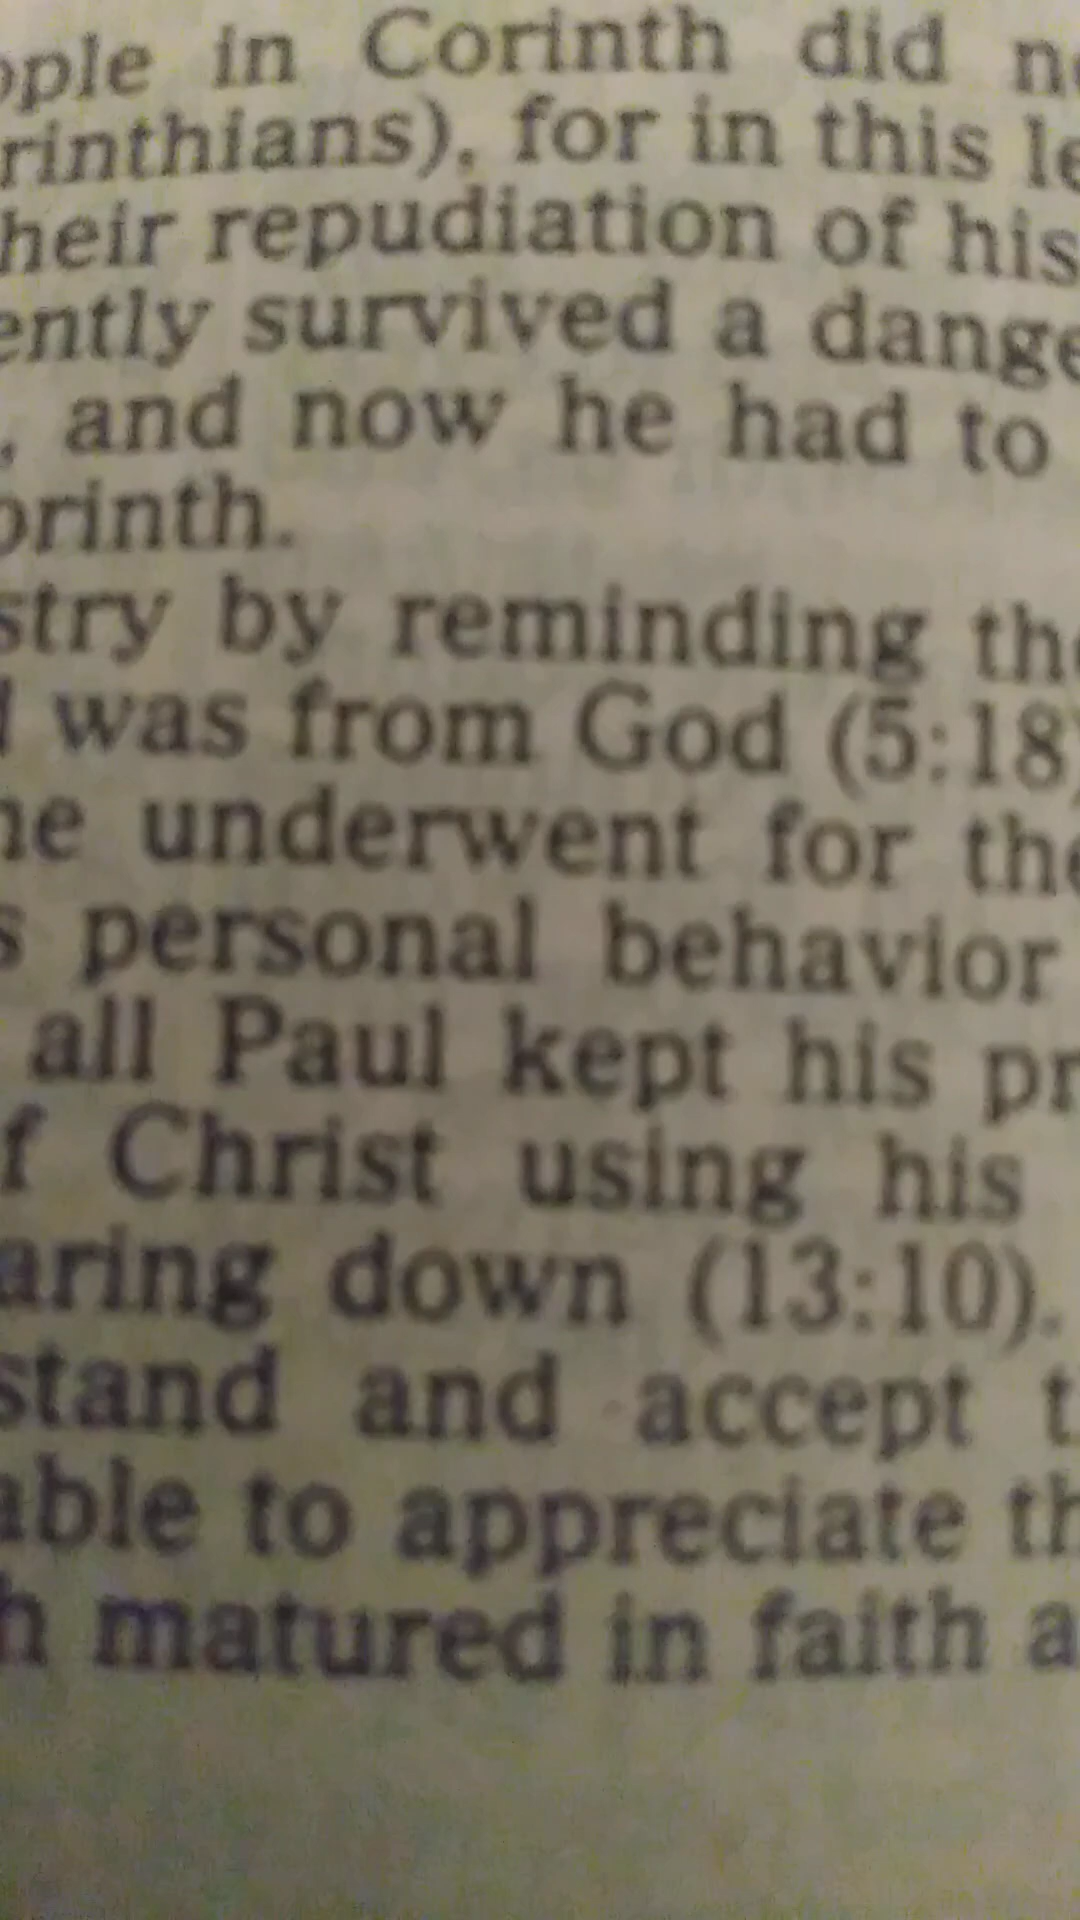 ople in Corinth did n
rinthians), for in this le
heir repudiation of his
ently survived a dange
, and now he had to
orinth.
stry by reminding the
l was from God (5:18)
he underwent for the
s personal behavior
all Paul kept his pr
f Christ using his
aring down (13:10).
stand and accept t
able to appreciate th
h matured in faith a